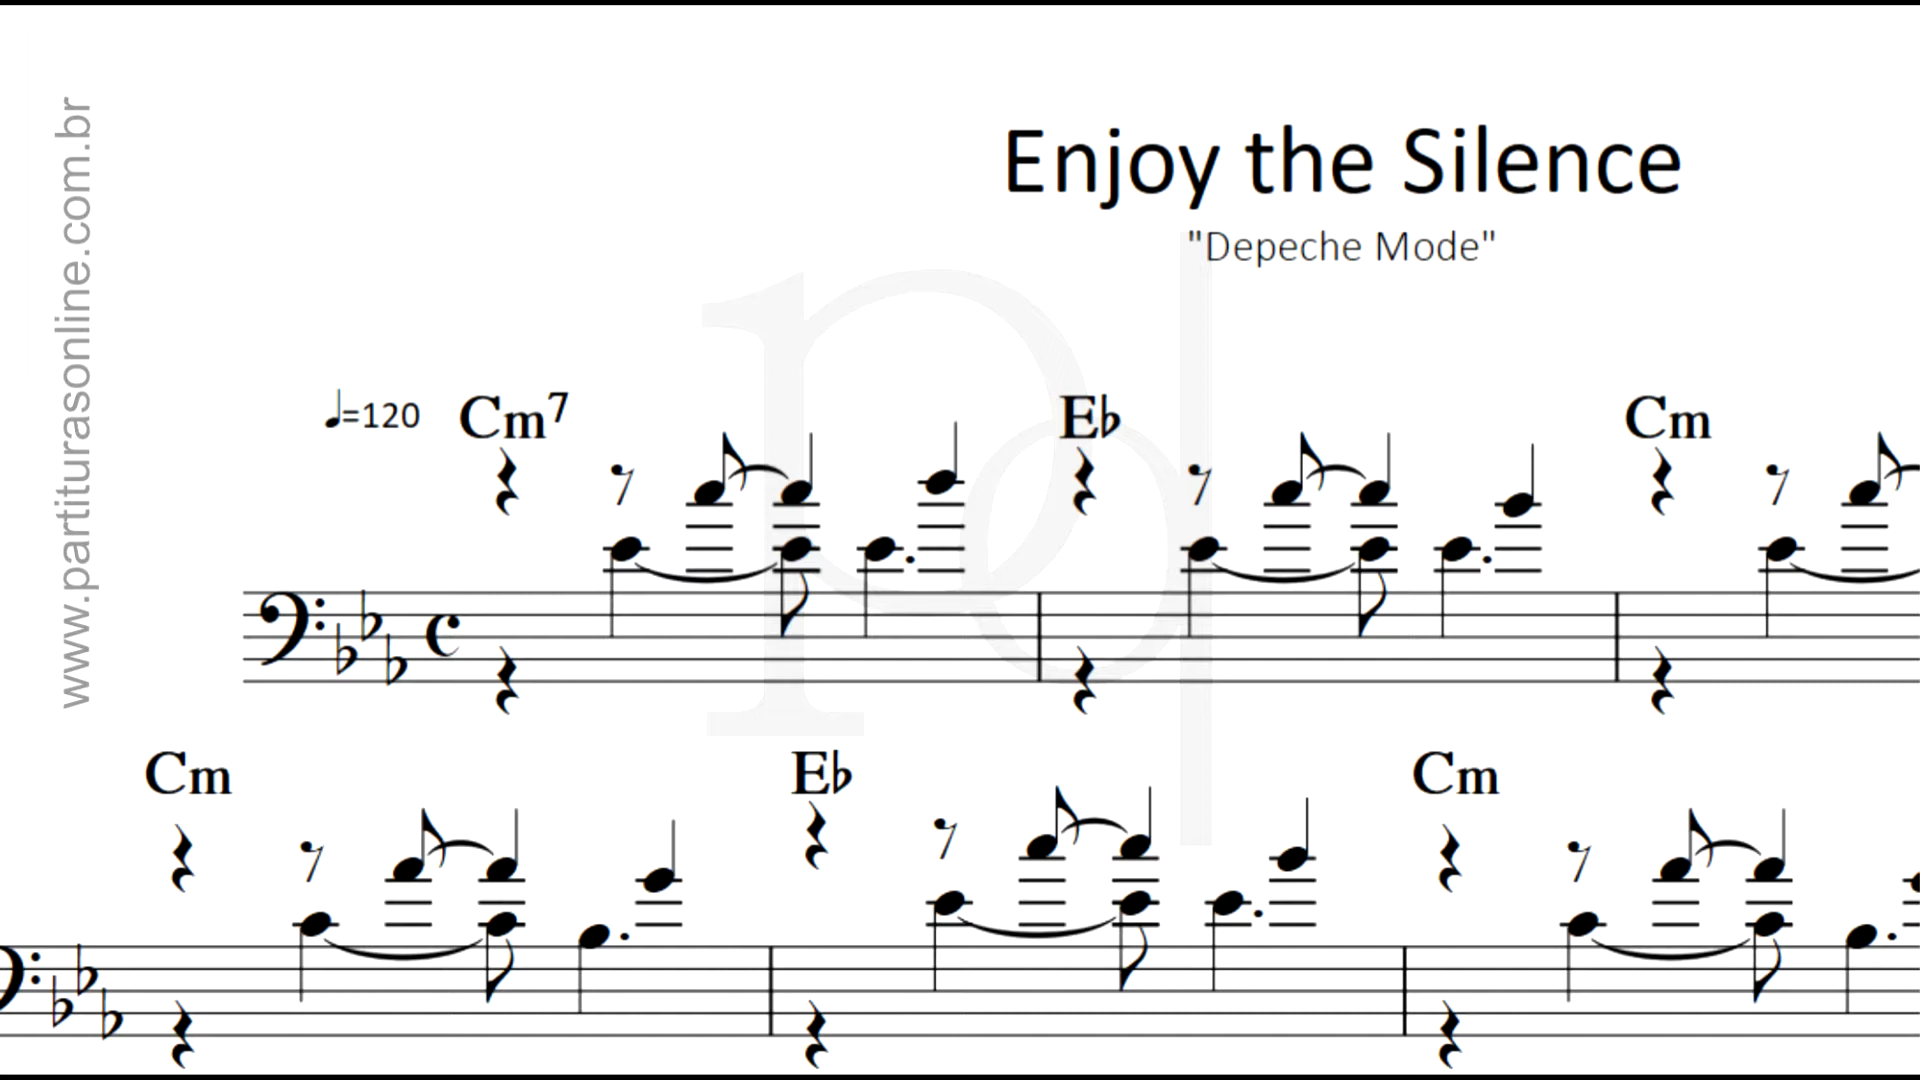 www.partiturasonline.com.br
Enjoy the Silence
"Depeche Mode"
♩=120 Cm7 E♭ Cm
Cm E♭ Cm